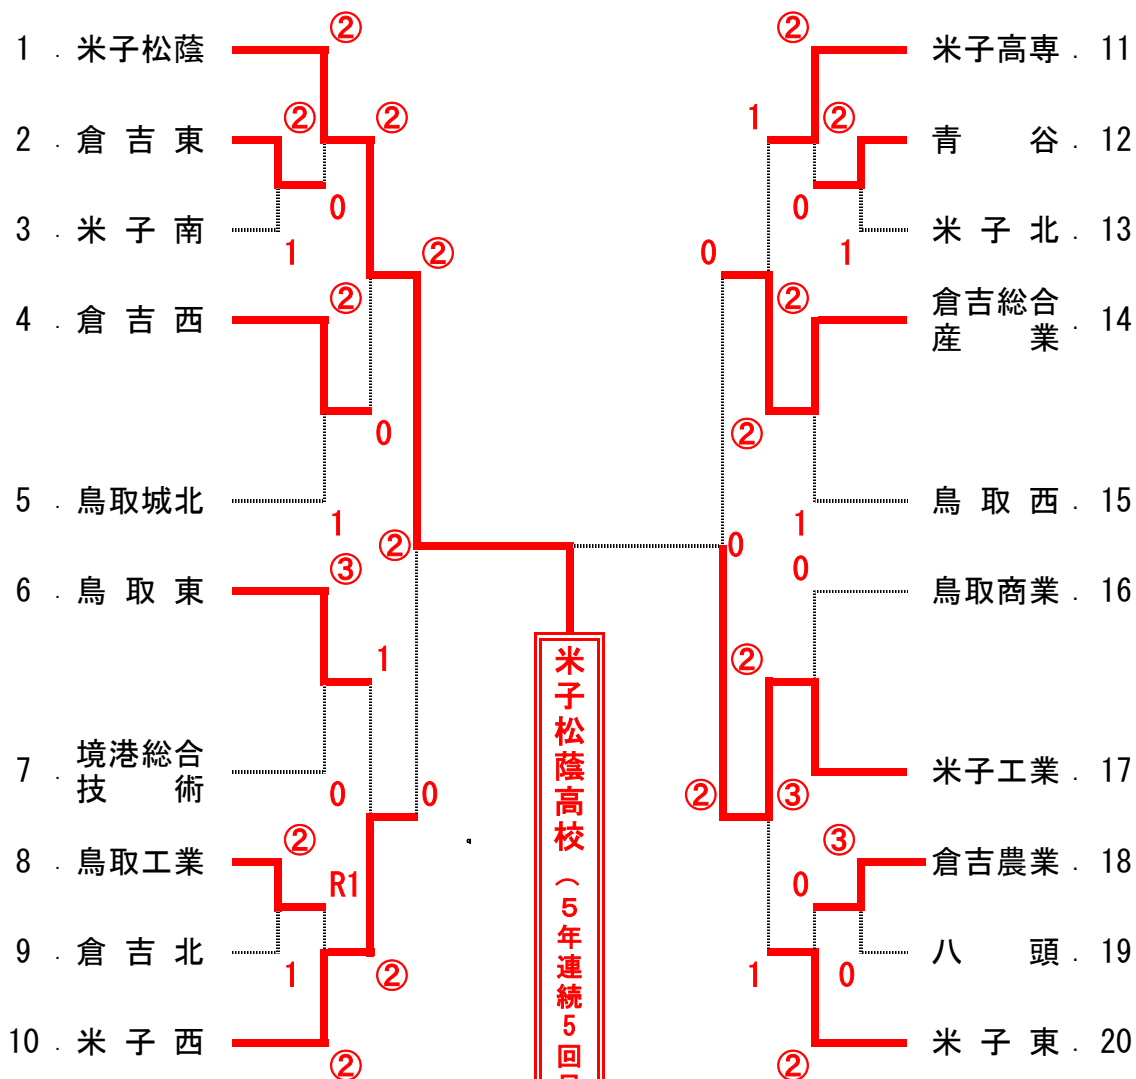 ②
1 . 米子松蔭
②
②
2 . 倉吉東
0
3 . 米子南
1
②
②
4 . 倉吉西
0
5 . 鳥取城北
1
②
③
6 . 鳥取東
1
7 . 境港総合
技術
0
0
②
8 . 鳥取工業
R1
9 . 倉吉北
1
②
10 . 米子西
②
米子松蔭高校（５年連続５回
②
米子高専 . 11
1
②
青谷 . 12
0
米子北 . 13
1
0
②
倉吉総合
産業 . 14
②
鳥取西 . 15
1
0
0
鳥取商業 . 16
②
米子工業 . 17
②
③
③
倉吉農業 . 18
0
八頭 . 19
1
0
米子東 . 20
②